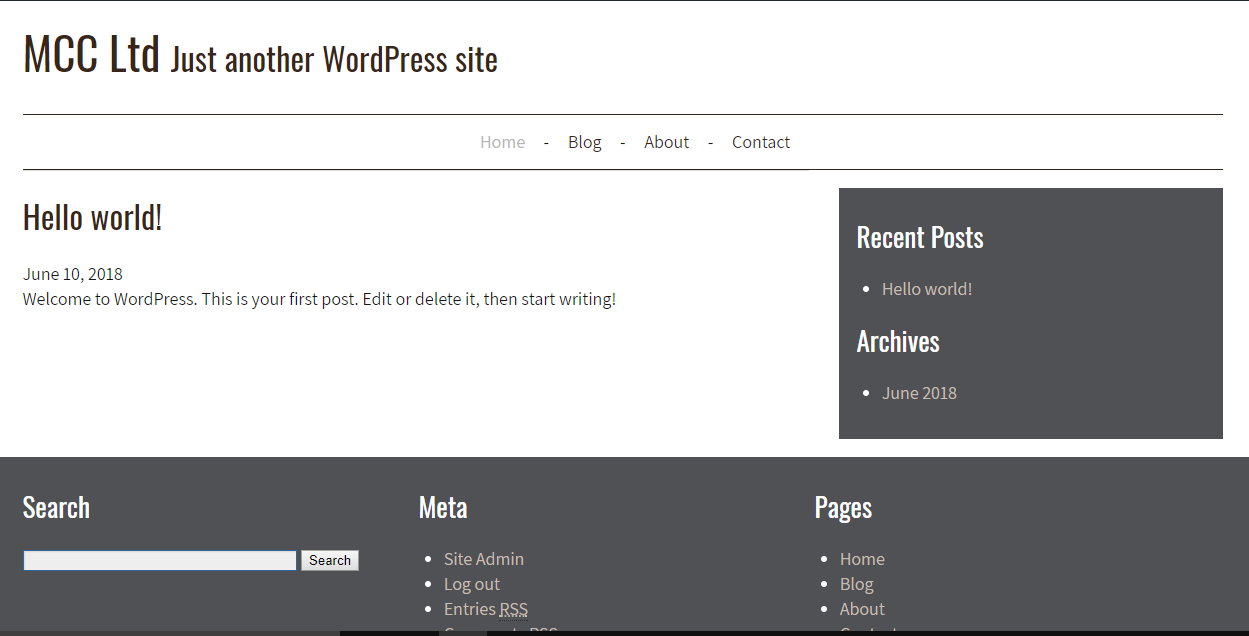 MCC Ltd Just another WordPress site
Home - Blog - About - Contact
Hello world!
June 10, 2018
Welcome to WordPress. This is your first post. Edit or delete it, then start writing!
Recent Posts
Hello world!
Archives
June 2018
Search
Search
Meta
Site Admin
Log out
Entries RSS
Pages
Home
Blog
About